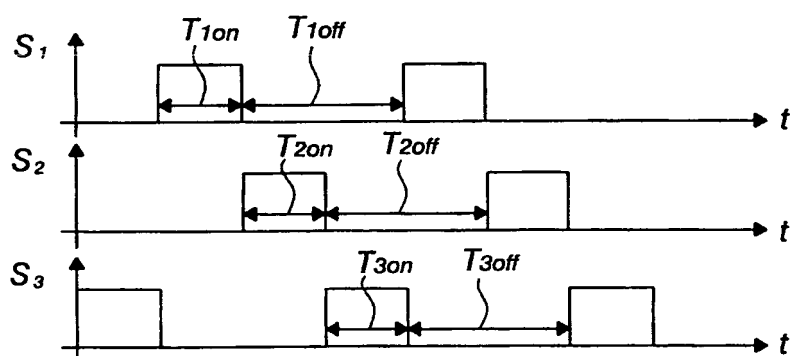 S₁ T₁on T₁off t
S₂ T₂on T₂off t
S₃ T₃on T₃off t